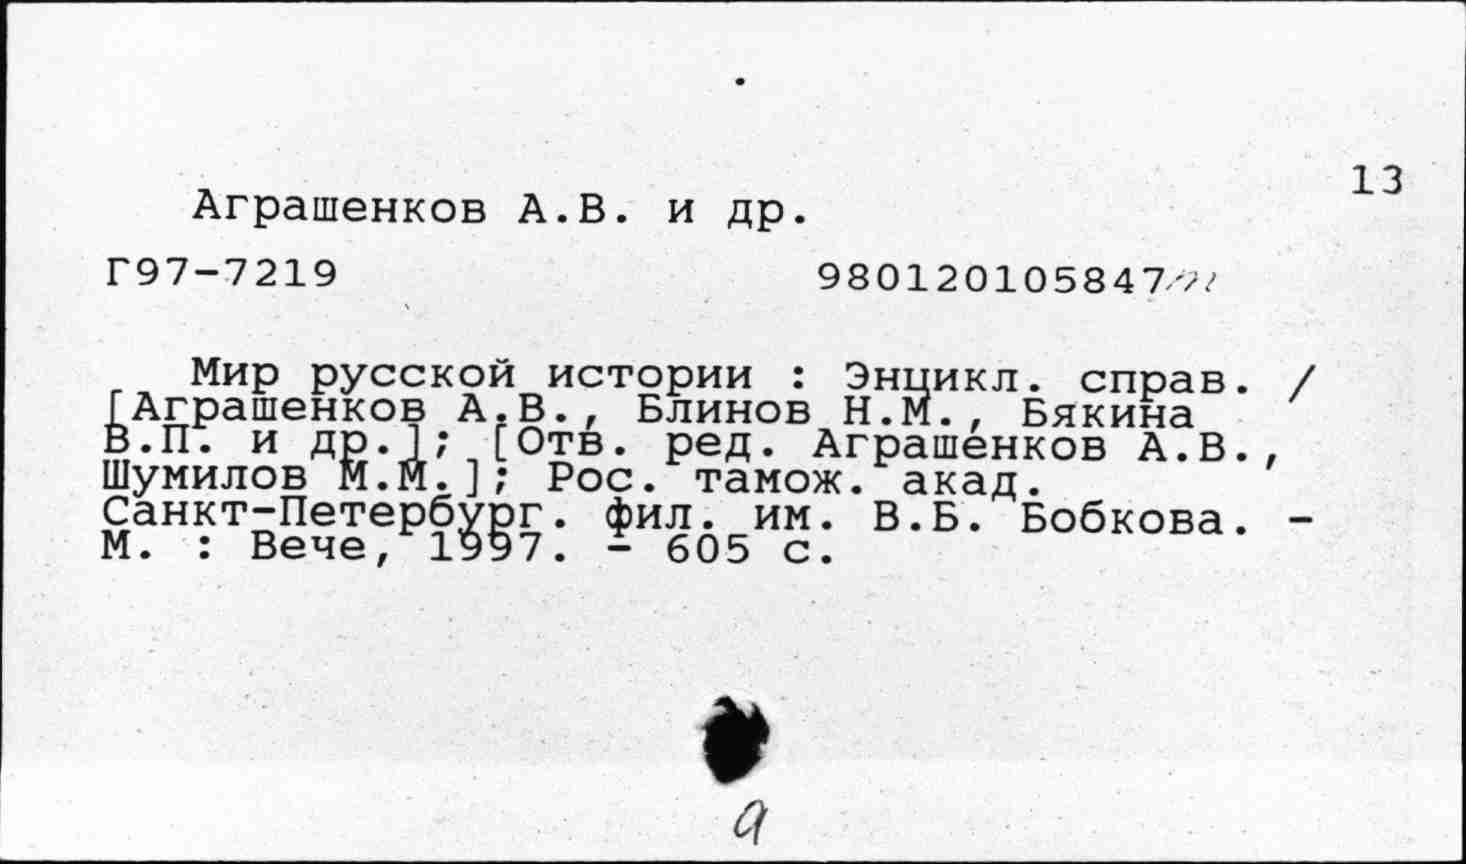 13
Аграшенков А.В. и др.
Г97-7219 980120105847
Мир русской истории : Энцикл. справ. /
[Аграшенков А.В., Блинов Н.М., Бякина
В.П. и др.]; [Отв. ред. Аграшенков А.В.,
Шумилов М.М.]; Рос. тамож. акад.
Санкт-Петербург. фил. им. В.Б. Бобкова. -
М. : Вече, 1997. - 605 с.